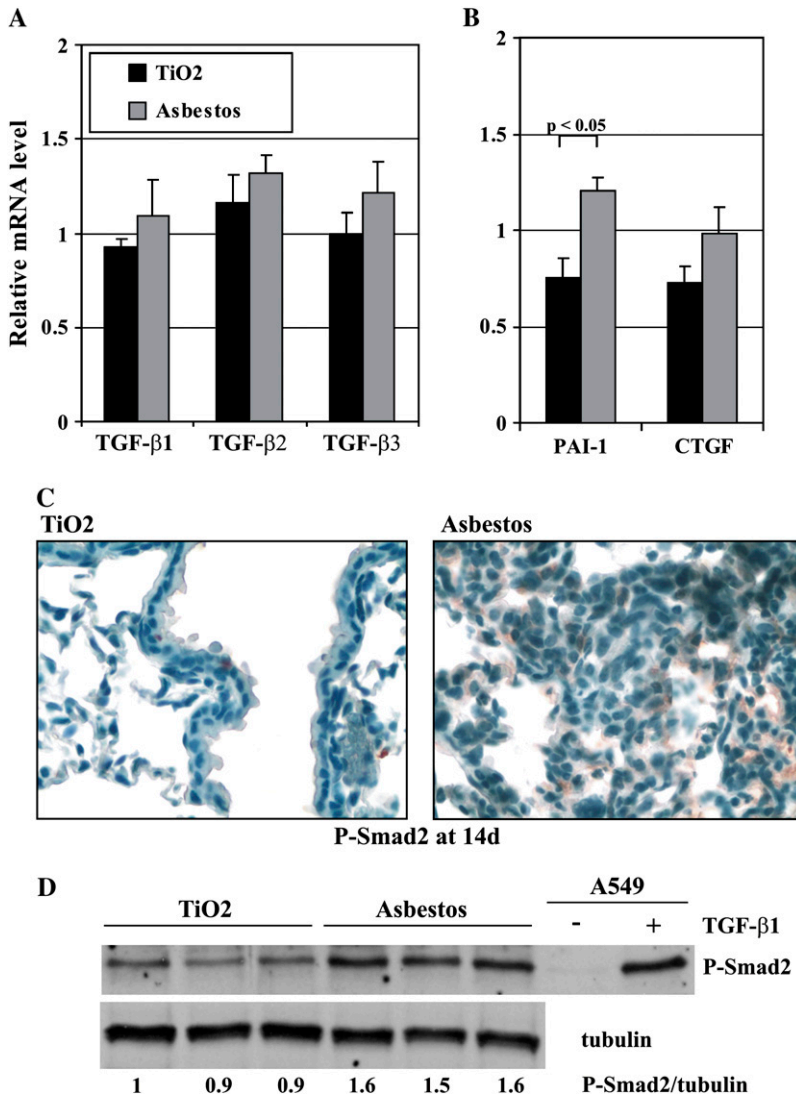 A
B
2
1.5
1
0.5
0
Relative mRNA level
TiO2
Asbestos
TGF-β1 TGF-β2 TGF-β3
2
1.5
1
0.5
0
p < 0.05
PAI-1 CTGF
C
TiO2 Asbestos
P-Smad2 at 14d
D
A549
TiO2 Asbestos - + TGF-β1
P-Smad2
tubulin
1 0.9 0.9 1.6 1.5 1.6 P-Smad2/tubulin